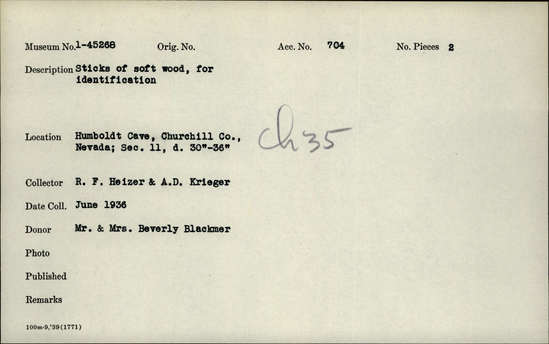 Museum No. 1-45268 Orig. No. Acc. No. 704 No. Pieces 2
Description Sticks of soft wood, for
identification
Location Humboldt Cave, Churchill Co.,
Nevada; Sec. 11, d. 30"-36"
ch 35
Collector R. F. Heizer & A.D. Krieger
Date Coll. June 1936
Donor Mr. & Mrs. Beverly Blackmer
Photo
Published
Remarks
100m-9,'39(1771)